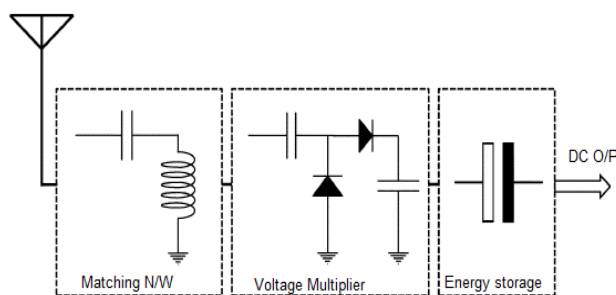 DC O/P
Matching N/W
Voltage Multiplier
Energy storage